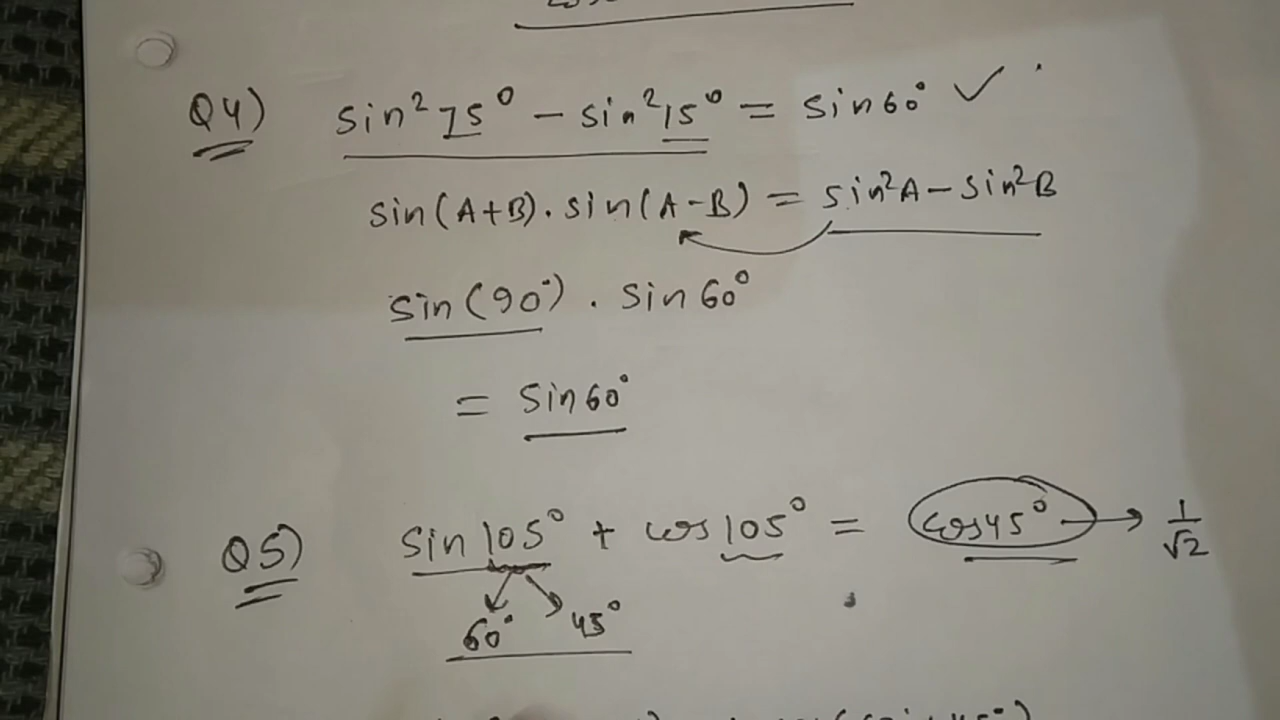 Q4) sin²75° - sin²15° = sin60° ✓
sin(A+B). sin(A-B) = sin²A - sin²B
sin(90°) . sin60°
= sin60°
Q5) sin105° + cos105° = cos45° → 1/√2
60° 45°